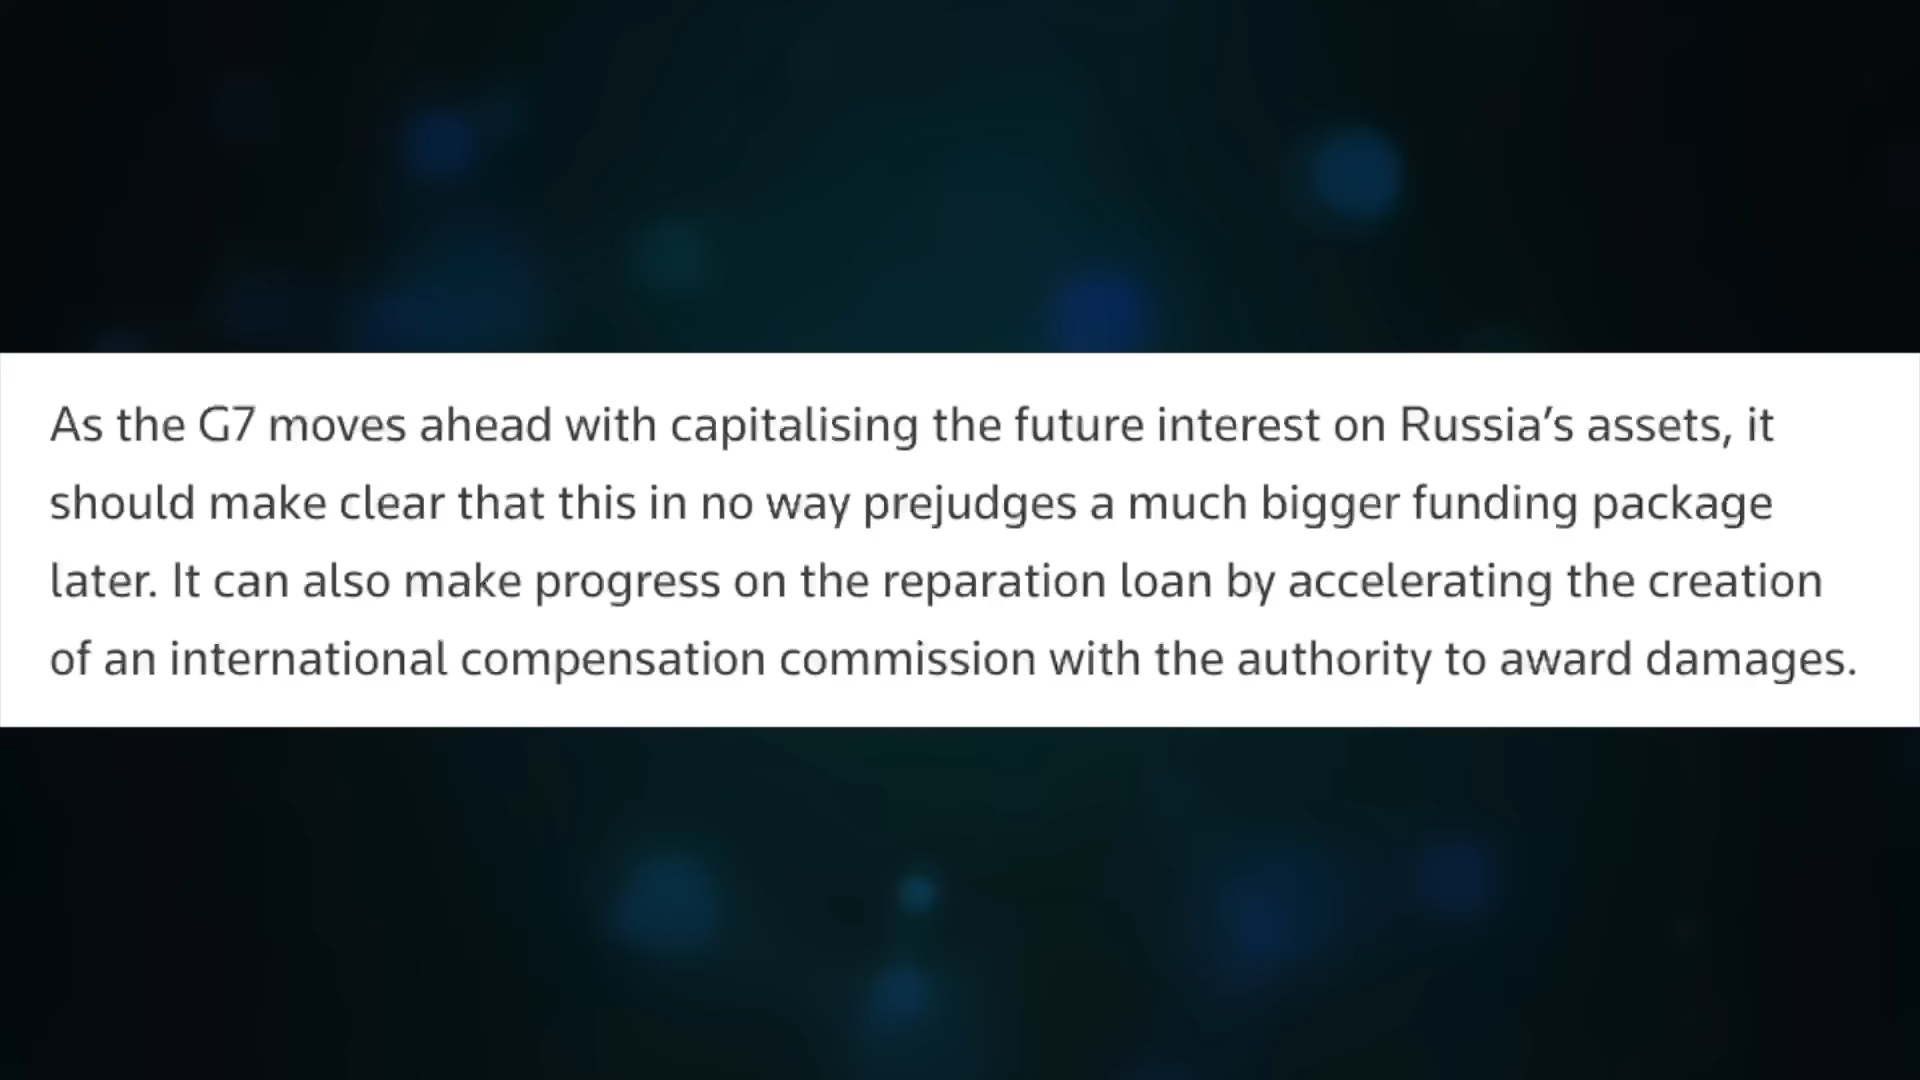 As the G7 moves ahead with capitalising the future interest on Russia’s assets, it
should make clear that this in no way prejudges a much bigger funding package
later. It can also make progress on the reparation loan by accelerating the creation
of an international compensation commission with the authority to award damages.